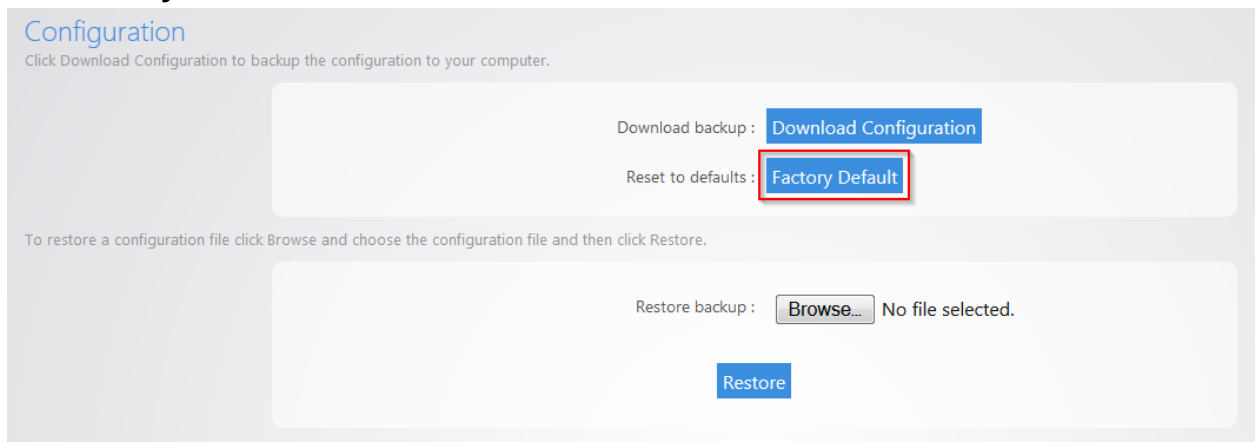 Configuration
Click Download Configuration to backup the configuration to your computer.
Download backup : Download Configuration
Reset to defaults : Factory Default
To restore a configuration file click Browse and choose the configuration file and then click Restore.
Restore backup : Browse... No file selected.
Restore